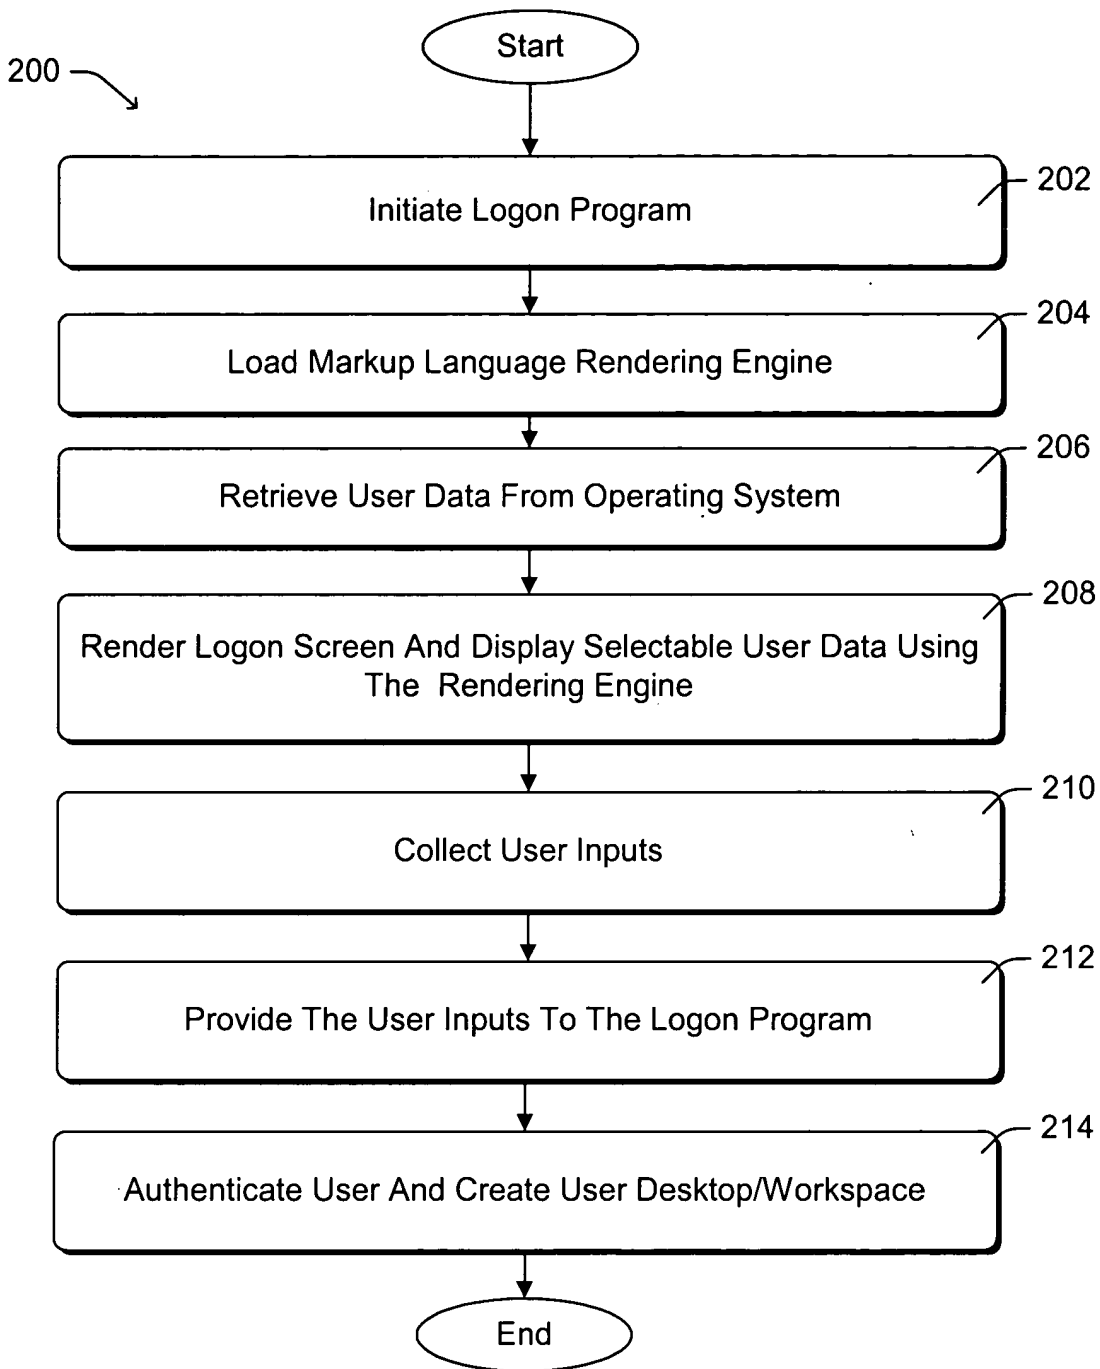 Start
200
202
Initiate Logon Program
204
Load Markup Language Rendering Engine
206
Retrieve User Data From Operating System
208
Render Logon Screen And Display Selectable User Data Using
The Rendering Engine
210
Collect User Inputs
212
Provide The User Inputs To The Logon Program
214
Authenticate User And Create User Desktop/Workspace
End